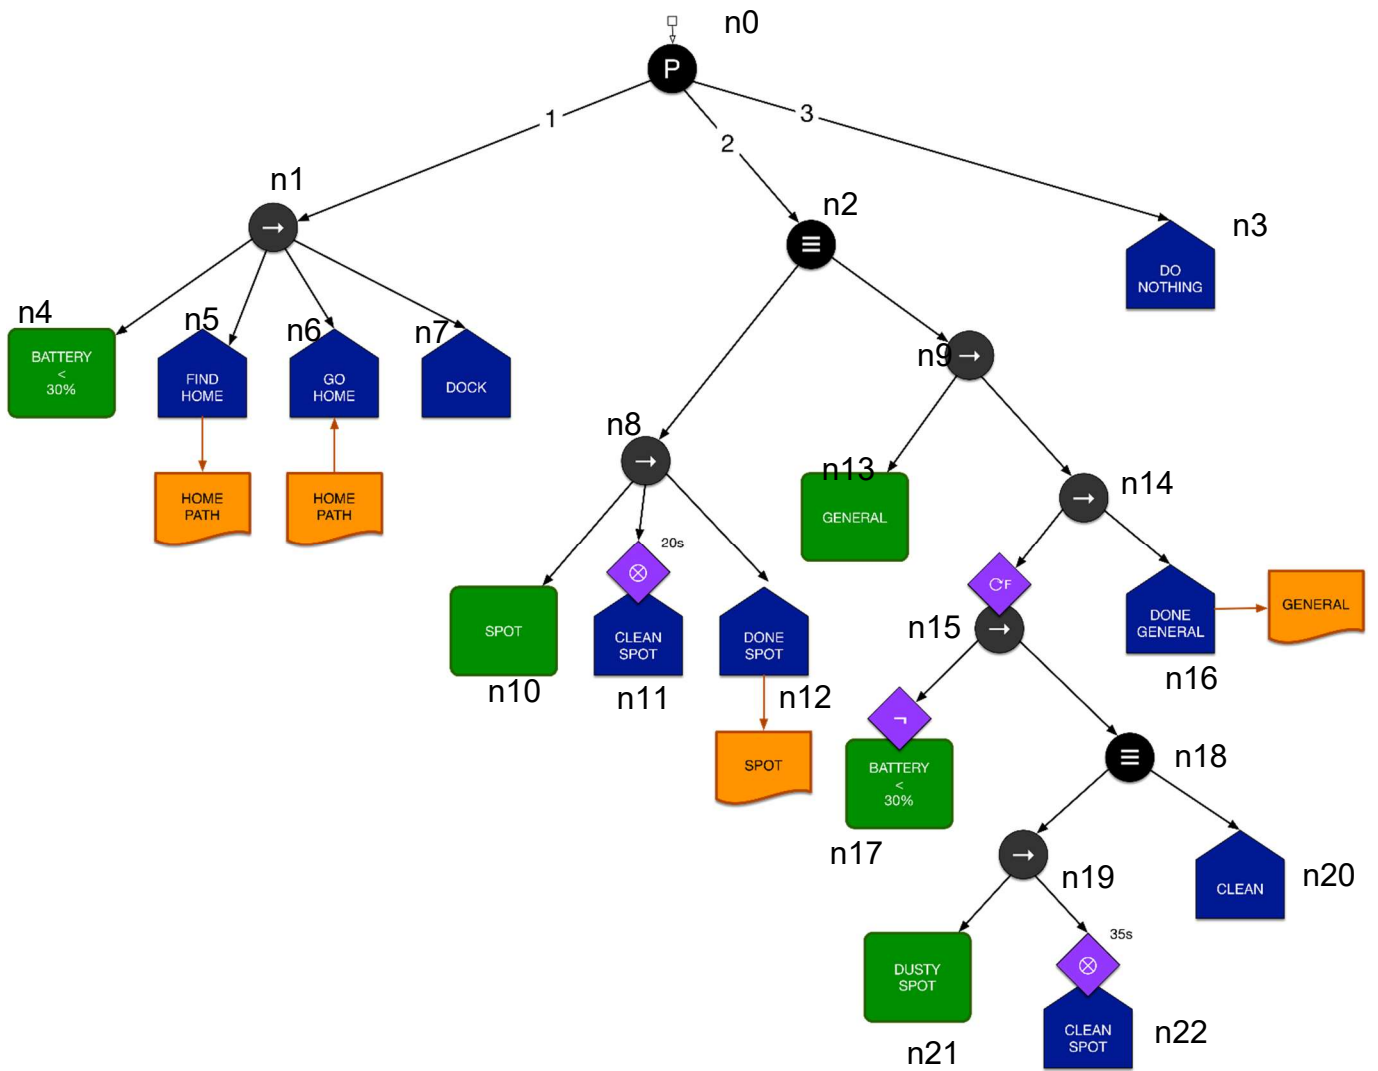 n0
P
1
2
3
n1
→
n2
≡
n3
DO
NOTHING
n4
BATTERY
<
30%
n5
FIND
HOME
n6
GO
HOME
n7
DOCK
n9
→
HOME
PATH
HOME
PATH
n8
→
n13
GENERAL
n14
→
20s
⊗
SPOT
n10
CLEAN
SPOT
n11
DONE
SPOT
n12
SPOT
F
n15
→
DONE
GENERAL
n16
GENERAL
¬
BATTERY
<
30%
n17
≡
n18
→
n19
CLEAN
n20
DUSTY
SPOT
n21
35s
⊗
CLEAN
SPOT
n22